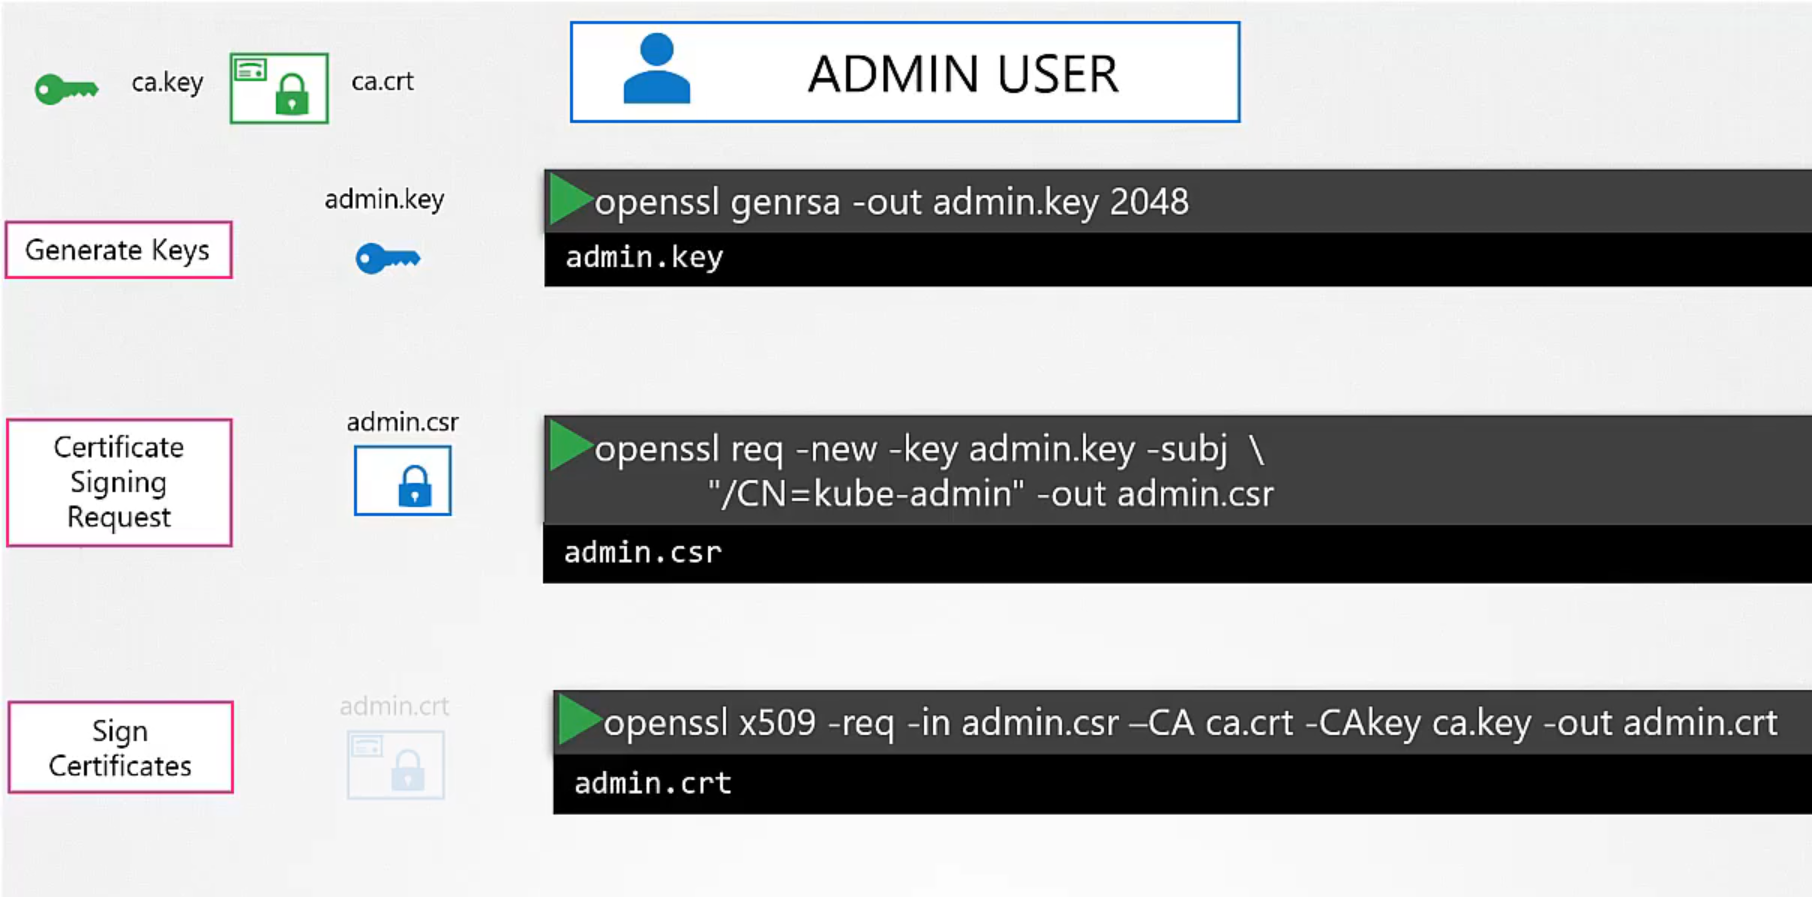 ca.key
ca.crt
ADMIN USER
Generate Keys
admin.key
openssl genrsa -out admin.key 2048
admin.key
Certificate
Signing
Request
admin.csr
openssl req -new -key admin.key -subj \
"/CN=kube-admin" -out admin.csr
admin.csr
Sign
Certificates
admin.crt
openssl x509 -req -in admin.csr –CA ca.crt -CAkey ca.key -out admin.crt
admin.crt